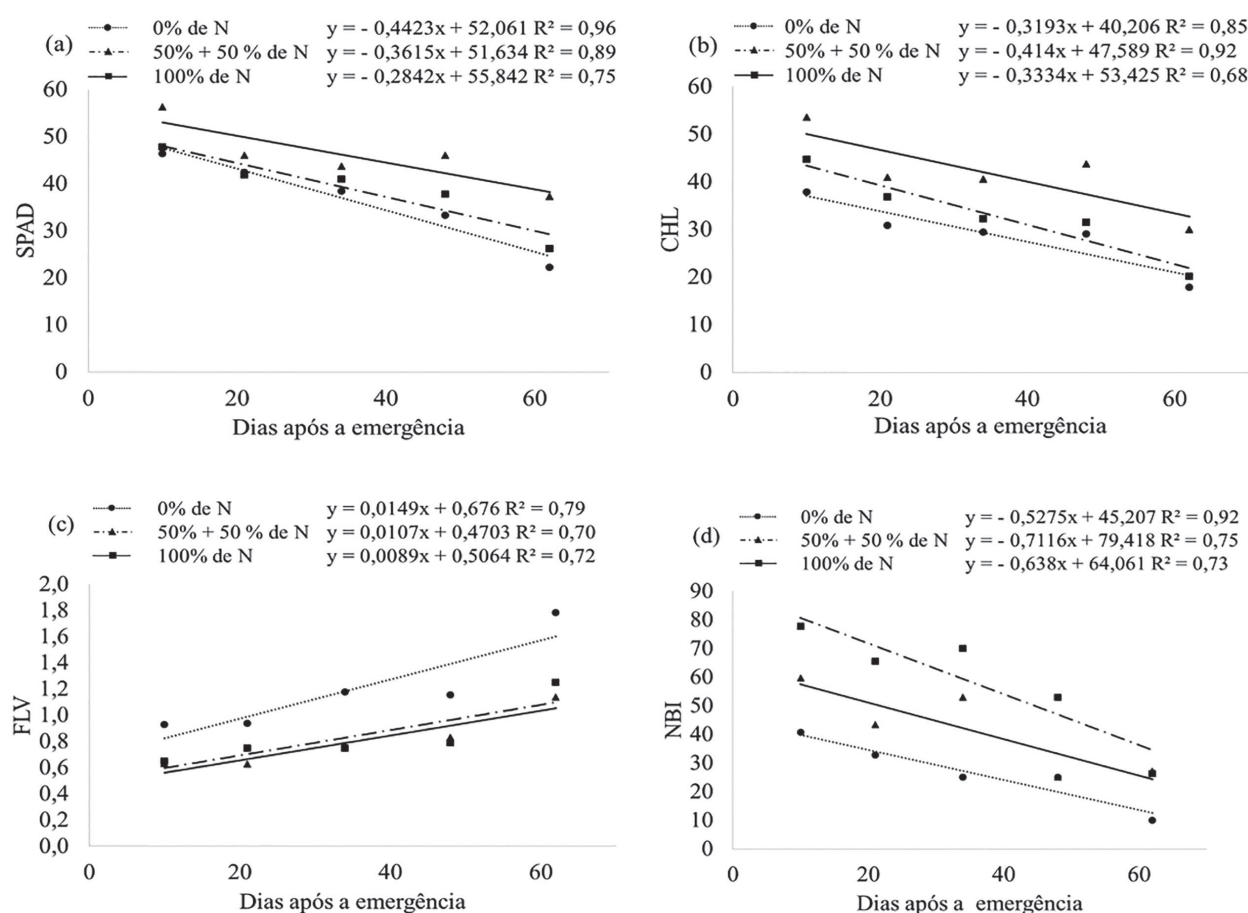 (a)
0% de N y = - 0,4423x + 52,061 R² = 0,96
50% + 50 % de N y = - 0,3615x + 51,634 R² = 0,89
100% de N y = - 0,2842x + 55,842 R² = 0,75
60
50
40
30
20
10
0
SPAD
0 20 40 60
Dias após a emergência
(b)
0% de N y = - 0,3193x + 40,206 R² = 0,85
50% + 50 % de N y = - 0,414x + 47,589 R² = 0,92
100% de N y = - 0,3334x + 53,425 R² = 0,68
60
50
40
30
20
10
0
CHL
0 20 40 60
Dias após a emergência
(c)
0% de N y = 0,0149x + 0,676 R² = 0,79
50% + 50 % de N y = 0,0107x + 0,4703 R² = 0,70
100% de N y = 0,0089x + 0,5064 R² = 0,72
2,0
1,8
1,6
1,4
1,2
1,0
0,8
0,6
0,4
0,2
0,0
FLV
0 20 40 60
Dias após a emergência
(d)
0% de N y = - 0,5275x + 45,207 R² = 0,92
50% + 50 % de N y = - 0,7116x + 79,418 R² = 0,75
100% de N y = - 0,638x + 64,061 R² = 0,73
90
80
70
60
50
40
30
20
10
0
NBI
0 20 40 60
Dias após a emergência